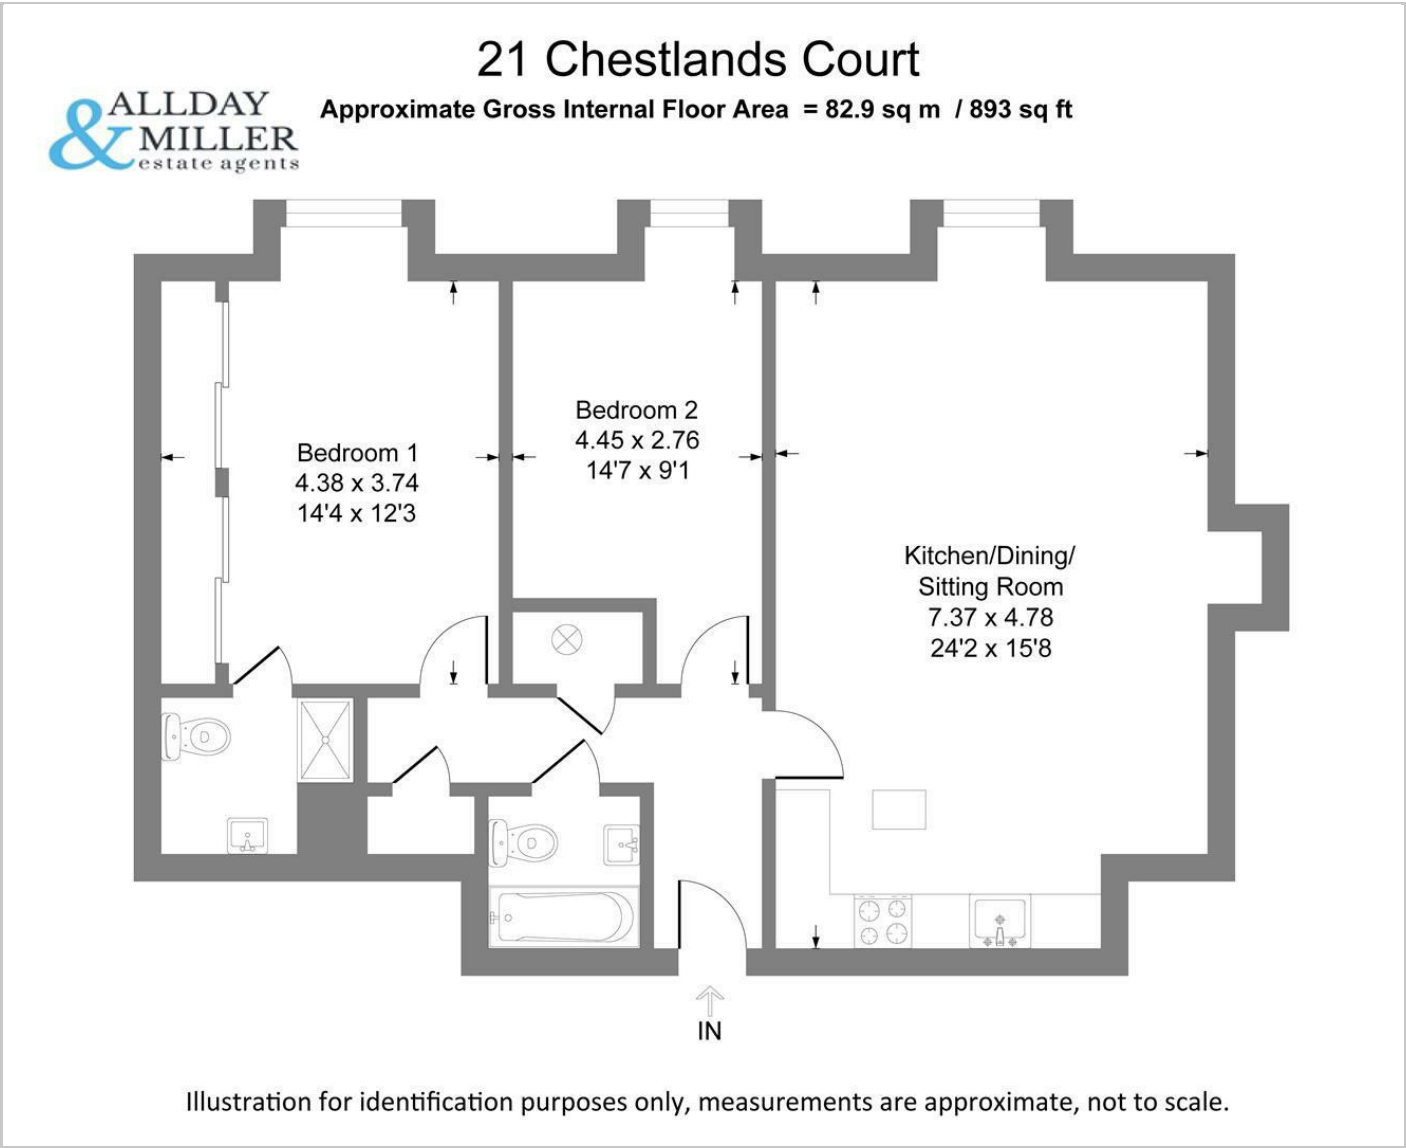 21 Chestlands Court
Approximate Gross Internal Floor Area = 82.9 sq m / 893 sq ft
ALLDAY
& MILLER
estate agents
Bedroom 1
4.38 x 3.74
14'4 x 12'3
Bedroom 2
4.45 x 2.76
14'7 x 9'1
Kitchen/Dining/
Sitting Room
7.37 x 4.78
24'2 x 15'8
IN
Illustration for identification purposes only, measurements are approximate, not to scale.